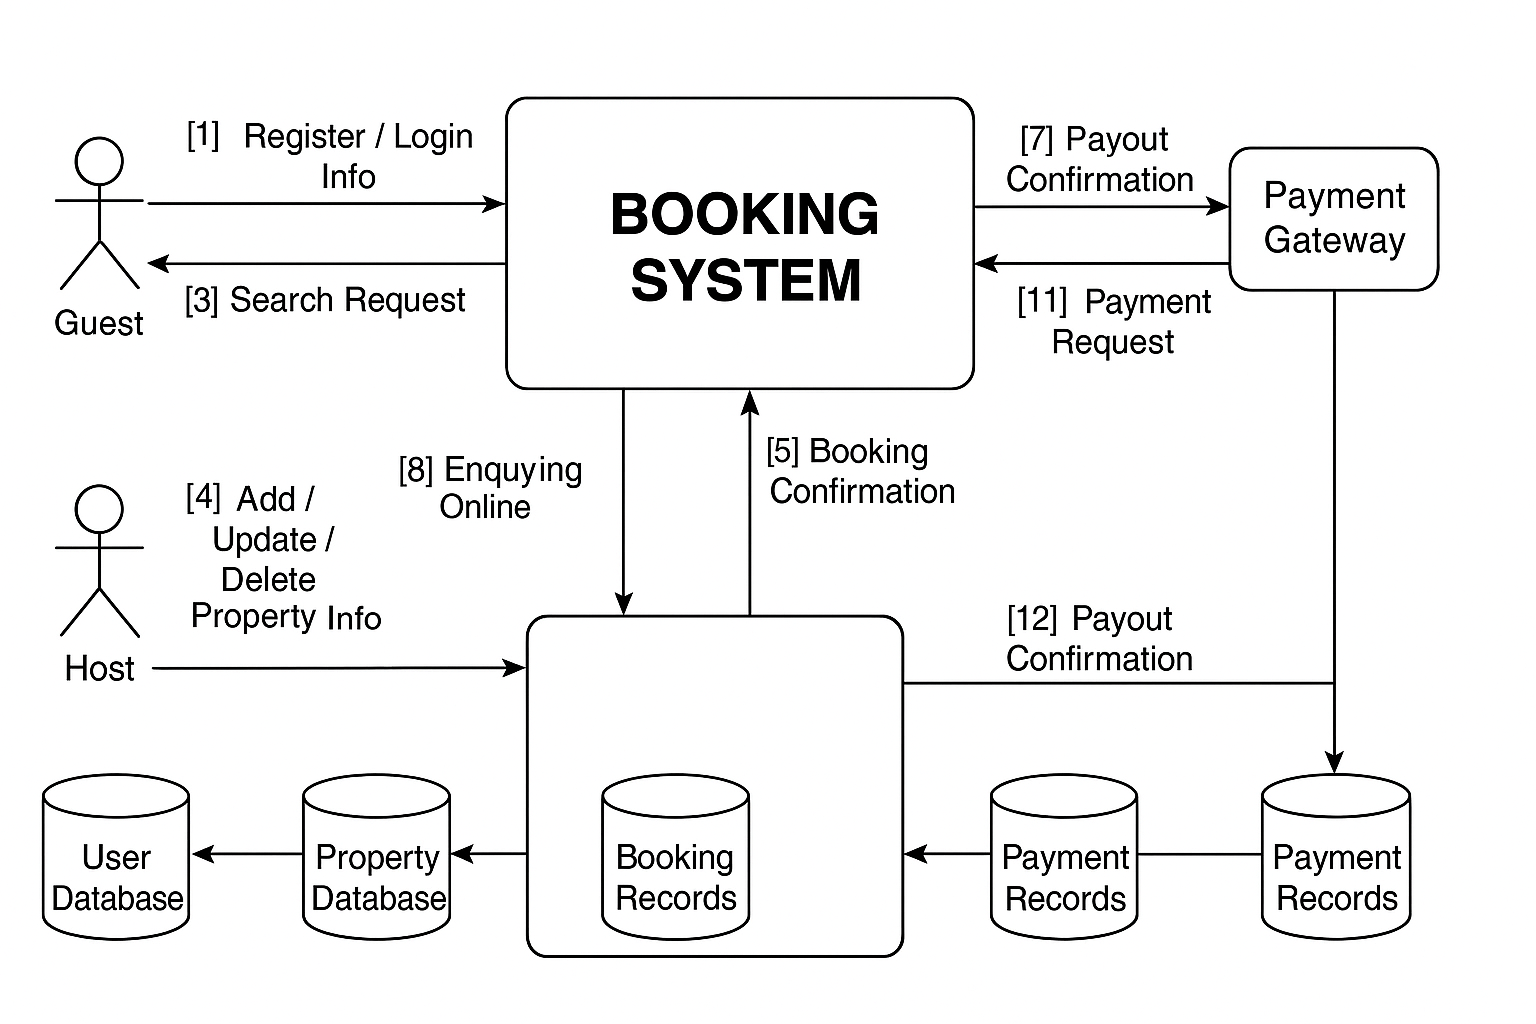 [1] Register / Login
Info
[3] Search Request
Guest
BOOKING
SYSTEM
[7] Payout
Confirmation
Payment
Gateway
[11] Payment
Request
[8] Enquying
Online
[5] Booking
Confirmation
[4] Add /
Update /
Delete
Property Info
Host
[12] Payout
Confirmation
User
Database
Property
Database
Booking
Records
Payment
Records
Payment
Records